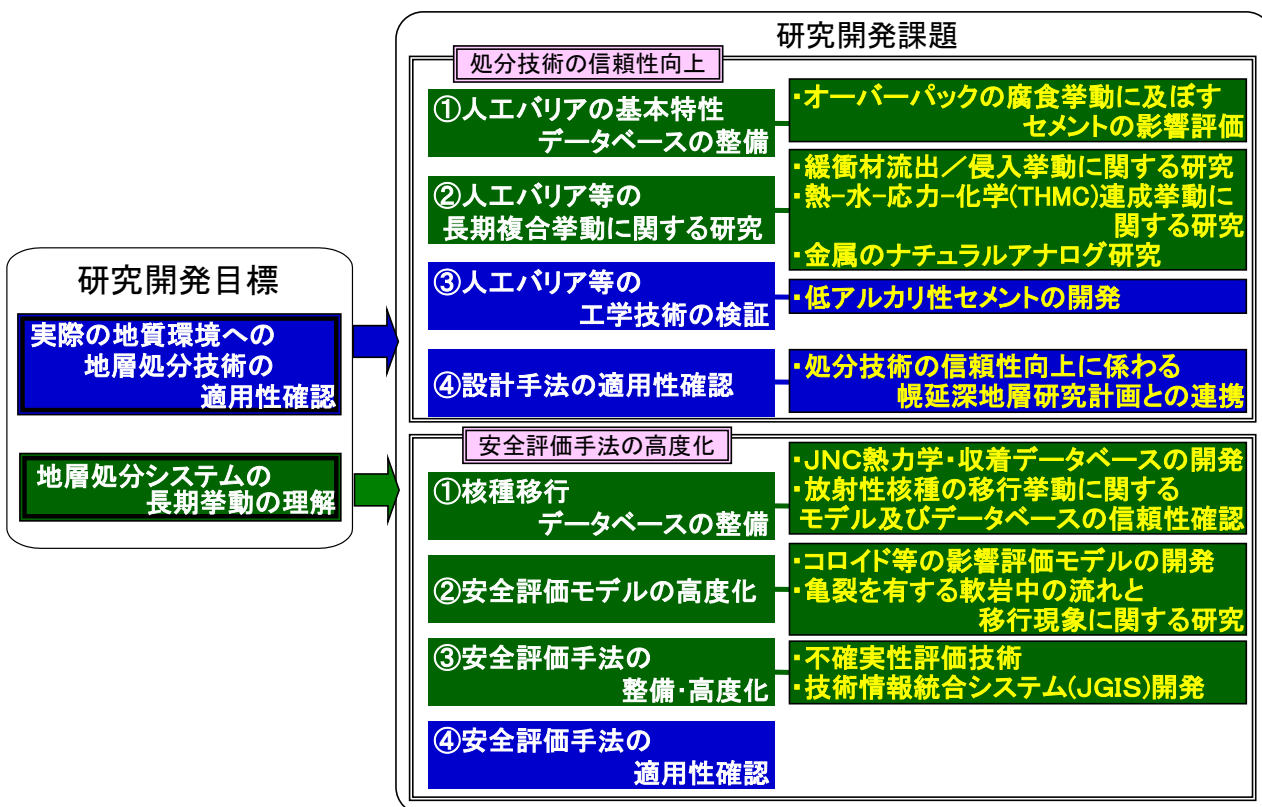 研究開発目標
実際の地質環境への
地層処分技術の
適用性確認
地層処分システムの
長期挙動の理解
研究開発課題
処分技術の信頼性向上
①人工バリアの基本特性
データベースの整備
・オーバーパックの腐食挙動に及ぼす
セメントの影響評価
②人工バリア等の
長期複合挙動に関する研究
・緩衝材流出／侵入挙動に関する研究
・熱-水-応力-化学(THMC)連成挙動に
関する研究
・金属のナチュラルアナログ研究
③人工バリア等の
工学技術の検証
・低アルカリ性セメントの開発
④設計手法の適用性確認
・処分技術の信頼性向上に係わる
幌延深地層研究計画との連携
安全評価手法の高度化
①核種移行
データベースの整備
・JNC熱力学・収着データベースの開発
・放射性核種の移行挙動に関する
モデル及びデータベースの信頼性確認
②安全評価モデルの高度化
・コロイド等の影響評価モデルの開発
・亀裂を有する軟岩中の流れと
移行現象に関する研究
③安全評価手法の
整備・高度化
・不確実性評価技術
・技術情報統合システム(JGIS)開発
④安全評価手法の
適用性確認